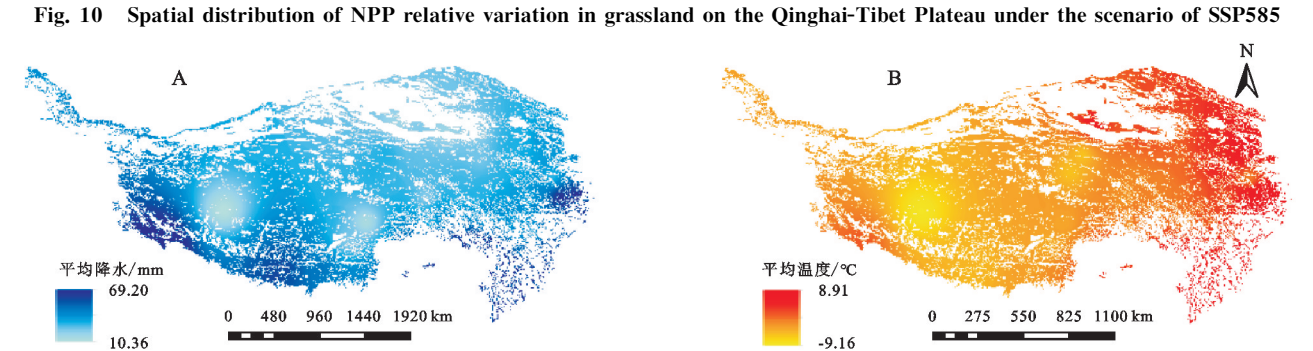 Fig. 10 Spatial distribution of NPP relative variation in grassland on the Qinghai-Tibet Plateau under the scenario of SSP585
A
B
N
平均降水/mm
69.20
10.36
0 480 960 1440 1920 km
平均温度/℃
8.91
-9.16
0 275 550 825 1100 km